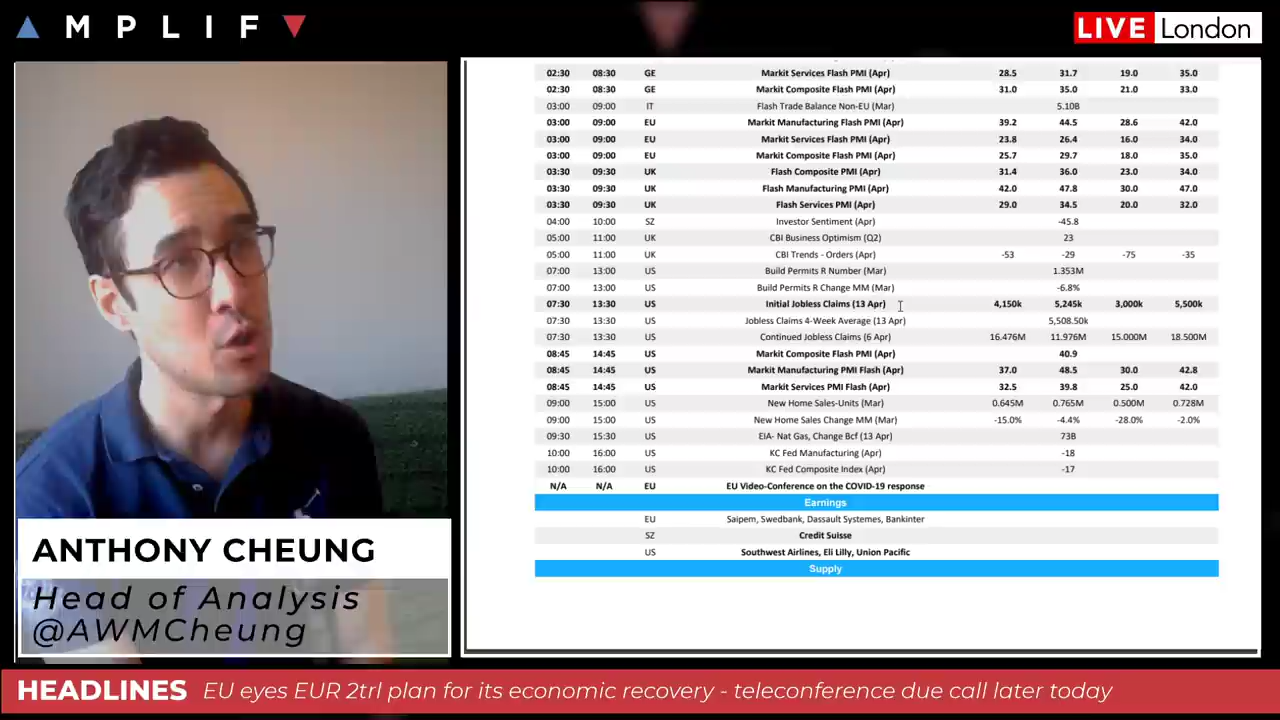 AMPLIFY
LIVE London
02:30 08:30 GE Markit Services Flash PMI (Apr) 28.5 31.7 19.0 35.0
02:30 08:30 GE Markit Composite Flash PMI (Apr) 31.0 35.0 21.0 33.0
03:00 09:00 IT Flash Trade Balance Non-EU (Mar) 5.10B
03:00 09:00 EU Markit Manufacturing Flash PMI (Apr) 39.2 44.5 28.6 42.0
03:00 09:00 EU Markit Services Flash PMI (Apr) 23.8 26.4 16.0 34.0
03:00 09:00 EU Markit Composite Flash PMI (Apr) 25.7 29.7 18.0 35.0
03:30 09:30 UK Flash Composite PMI (Apr) 31.4 36.0 23.0 34.0
03:30 09:30 UK Flash Manufacturing PMI (Apr) 42.0 47.8 30.0 47.0
03:30 09:30 UK Flash Services PMI (Apr) 29.0 34.5 20.0 32.0
04:00 10:00 SZ Investor Sentiment (Apr) -45.8
05:00 11:00 UK CBI Business Optimism (Q2) 23
05:00 11:00 UK CBI Trends - Orders (Apr) -53 -29 -75 -35
07:00 13:00 US Build Permits R Number (Mar) 1.353M
07:00 13:00 US Build Permits R Change MM (Mar) -6.8%
07:30 13:30 US Initial Jobless Claims (13 Apr) 4,150k 5,245k 3,000k 5,500k
07:30 13:30 US Jobless Claims 4-Week Average (13 Apr) 5,508.50k
07:30 13:30 US Continued Jobless Claims (6 Apr) 16.476M 11.976M 15.000M 18.500M
08:45 14:45 US Markit Composite Flash PMI (Apr) 40.9
08:45 14:45 US Markit Manufacturing PMI Flash (Apr) 37.0 48.5 30.0 42.8
08:45 14:45 US Markit Services PMI Flash (Apr) 32.5 39.8 25.0 42.0
09:00 15:00 US New Home Sales-Units (Mar) 0.645M 0.765M 0.500M 0.728M
09:00 15:00 US New Home Sales Change MM (Mar) -15.0% -4.4% -28.0% -2.0%
09:30 15:30 US EIA- Nat Gas, Change Bcf (13 Apr) 73B
10:00 16:00 US KC Fed Manufacturing (Apr) -18
10:00 16:00 US KC Fed Composite Index (Apr) -17
N/A N/A EU EU Video-Conference on the COVID-19 response
Earnings
EU Saipem, Swedbank, Dassault Systemes, Bankinter
SZ Credit Suisse
US Southwest Airlines, Eli Lilly, Union Pacific
Supply
ANTHONY CHEUNG
Head of Analysis
@AWMCheung
HEADLINES EU eyes EUR 2trl plan for its economic recovery - teleconference due call later today